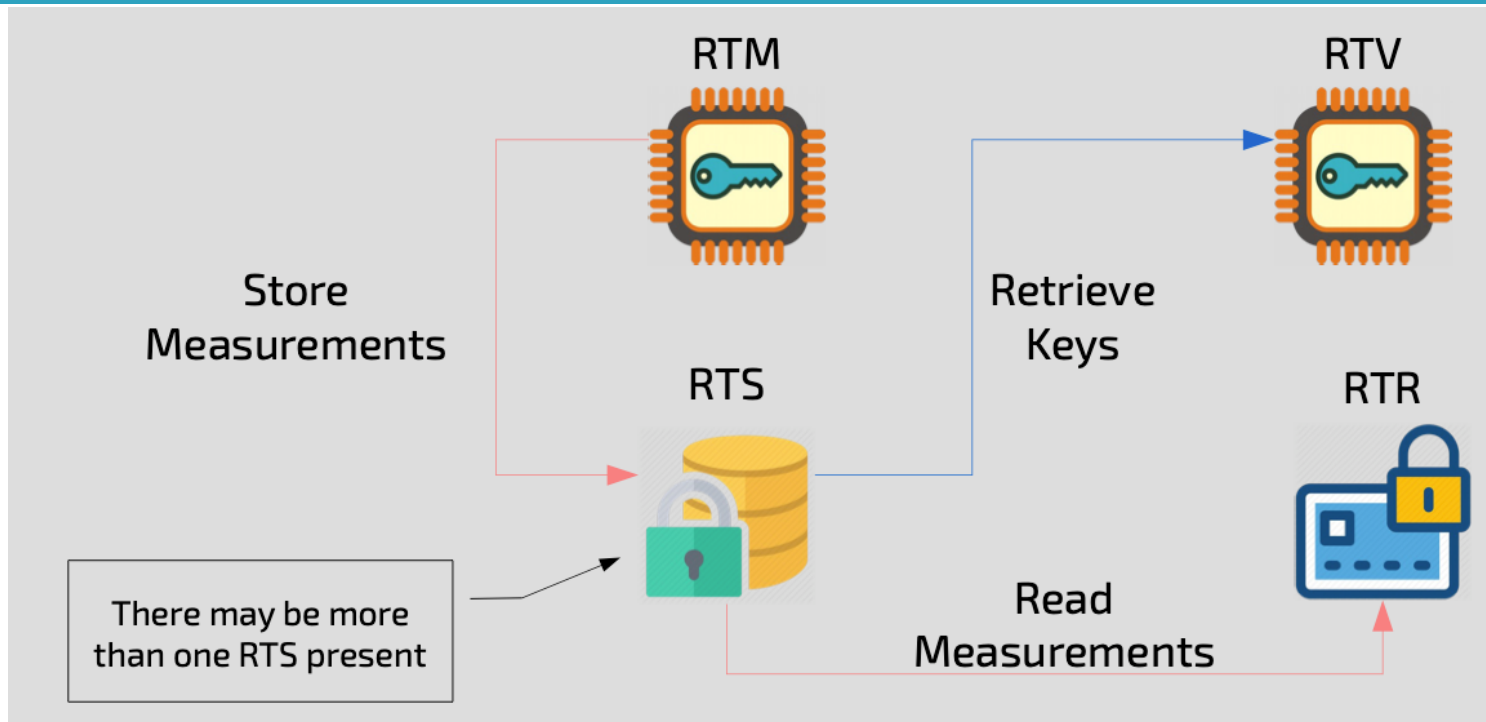 RTM
RTV
Store
Measurements
Retrieve
Keys
RTS
RTR
There may be more
than one RTS present
Read
Measurements